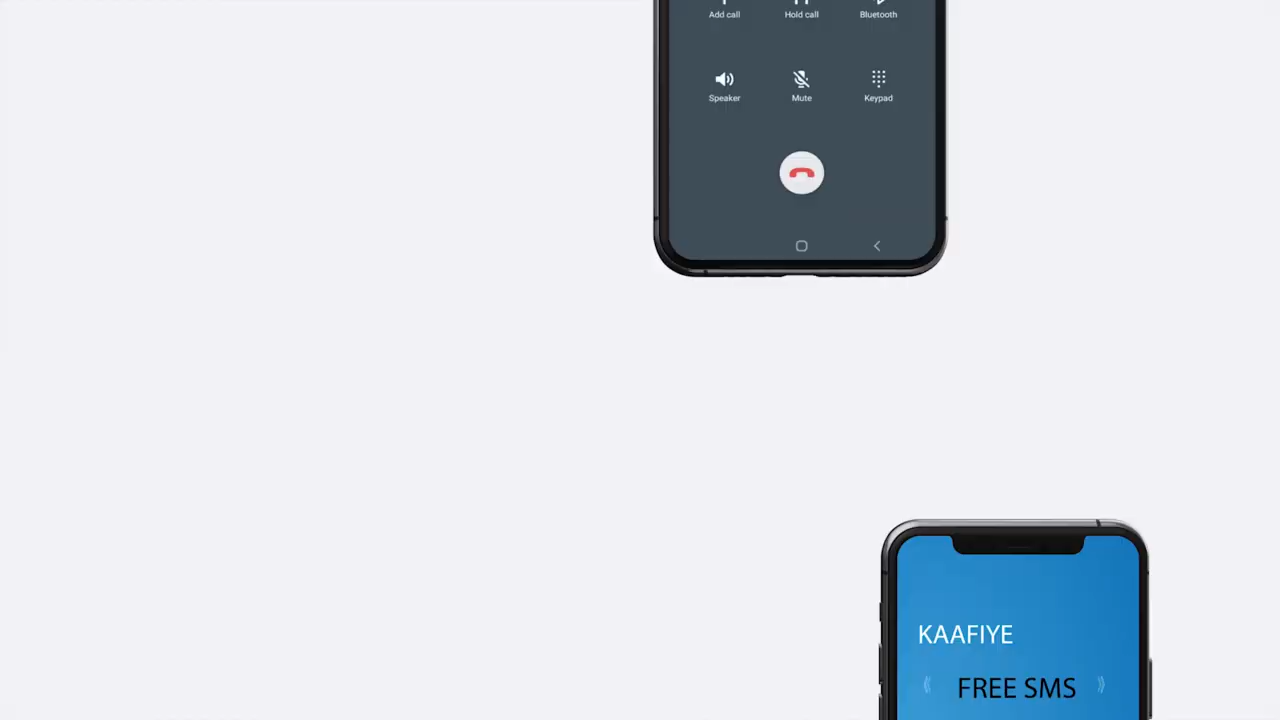 Add call Hold call Bluetooth
Speaker Mute Keypad
KAAFIYE
FREE SMS